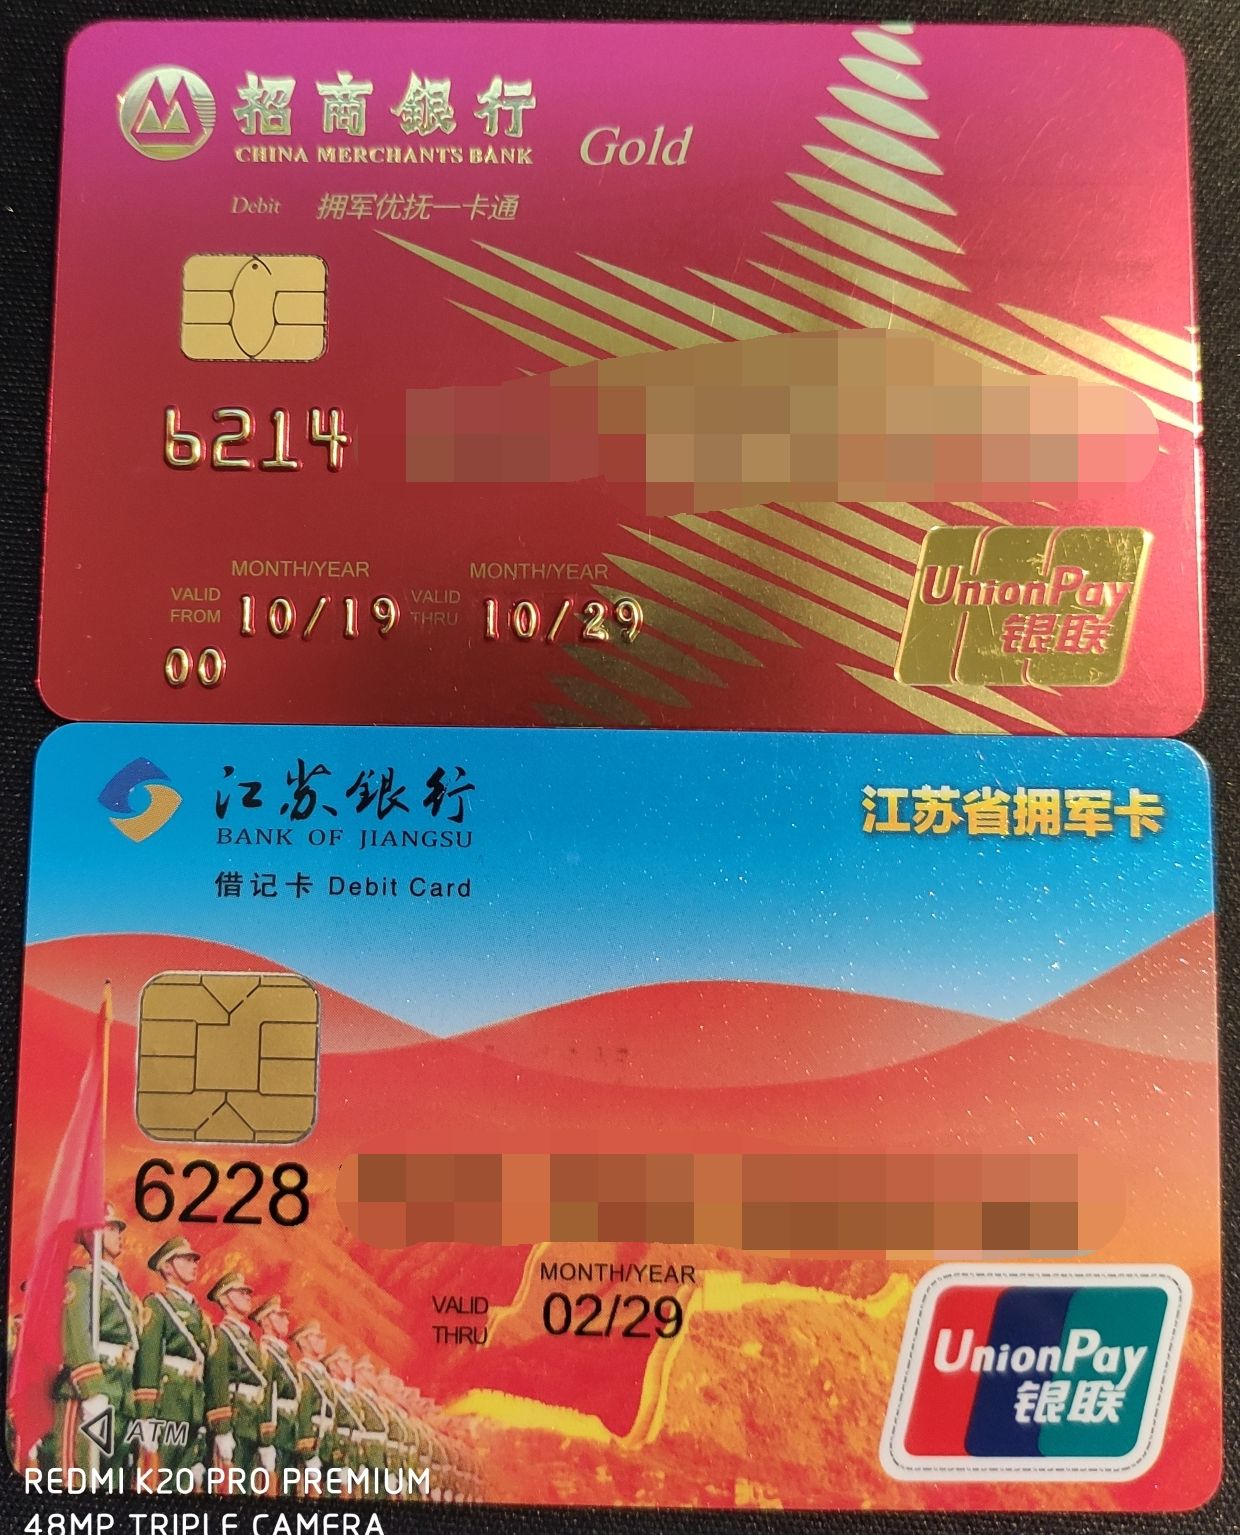 招商銀行
CHINA MERCHANTS BANK
Gold
Debit 拥军优抚一卡通
6214
MONTH/YEAR MONTH/YEAR
VALID FROM 10/19 VALID THRU 10/29
00
UnionPay
银联
江苏銀行
BANK OF JIANGSU
江苏省拥军卡
借记卡 Debit Card
6228
MONTH/YEAR
VALID THRU 02/29
UnionPay
银联
ATM
REDMI K20 PRO PREMIUM
48MP TRIPLE CAMERA